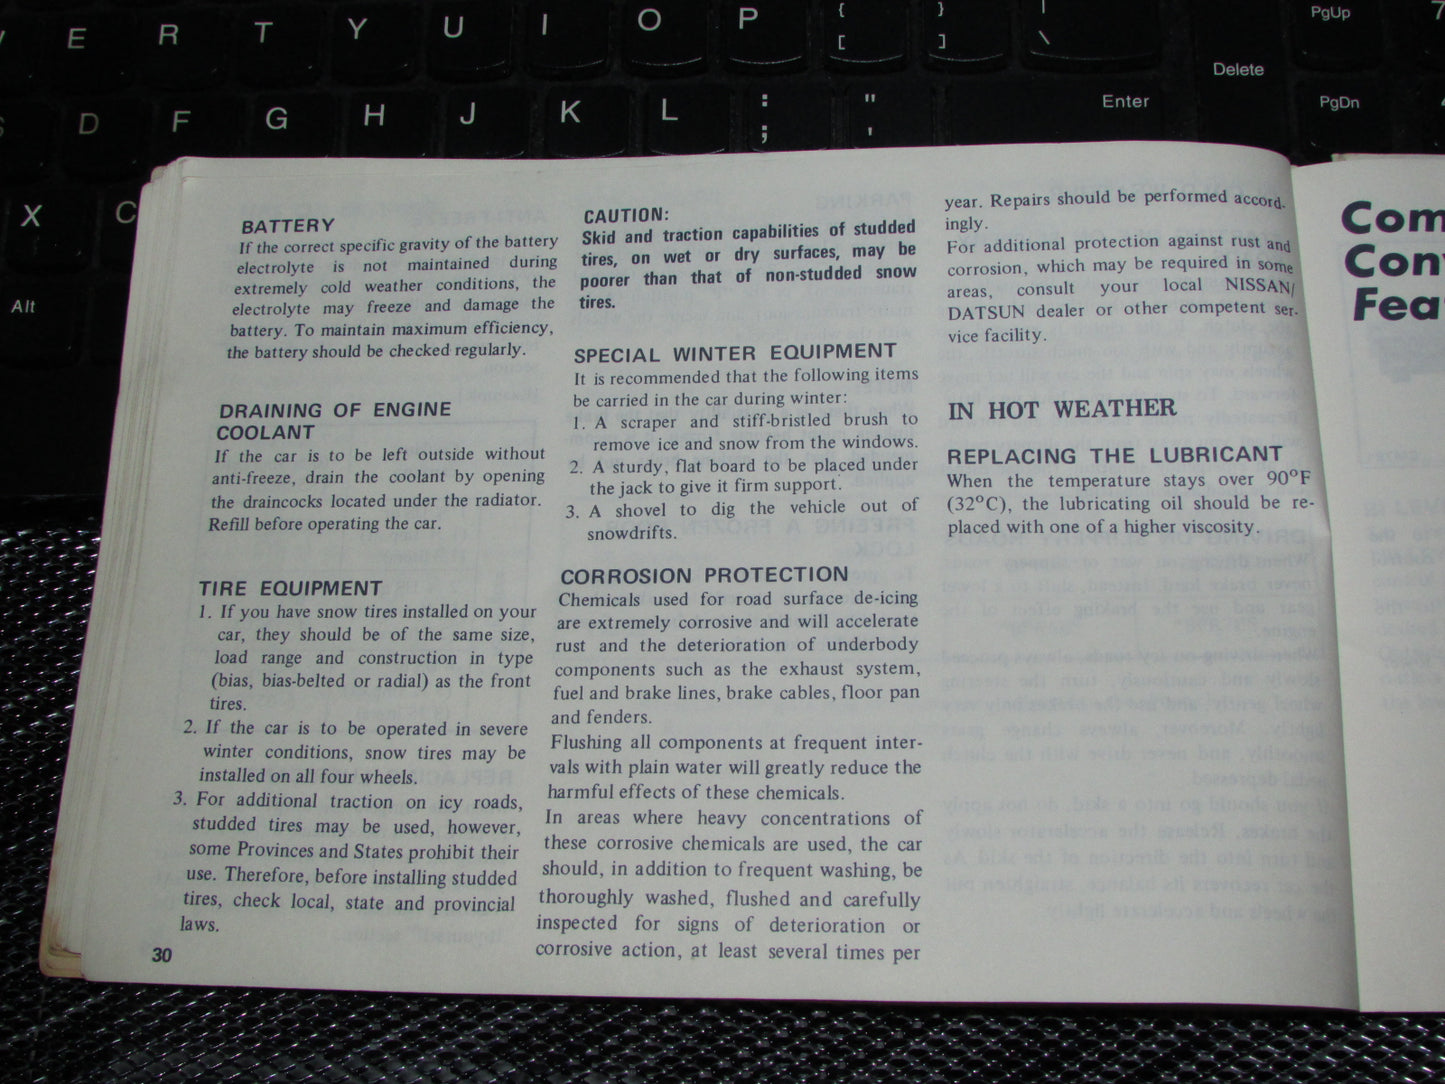 E R T Y U I O P { [ } ] | \ PgUp 7
Delete
D F G H J K L : ; " ' Enter PgDn
X C
Alt
BATTERY
If the correct specific gravity of the battery
electrolyte is not maintained during
extremely cold weather conditions, the
electrolyte may freeze and damage the
battery. To maintain maximum efficiency,
the battery should be checked regularly.
DRAINING OF ENGINE
COOLANT
If the car is to be left outside without
anti-freeze, drain the coolant by opening
the draincocks located under the radiator.
Refill before operating the car.
TIRE EQUIPMENT
1. If you have snow tires installed on your
car, they should be of the same size,
load range and construction in type
(bias, bias-belted or radial) as the front
tires.
2. If the car is to be operated in severe
winter conditions, snow tires may be
installed on all four wheels.
3. For additional traction on icy roads,
studded tires may be used, however,
some Provinces and States prohibit their
use. Therefore, before installing studded
tires, check local, state and provincial
laws.
30
CAUTION:
Skid and traction capabilities of studded
tires, on wet or dry surfaces, may be
poorer than that of non-studded snow
tires.
SPECIAL WINTER EQUIPMENT
It is recommended that the following items
be carried in the car during winter:
1. A scraper and stiff-bristled brush to
remove ice and snow from the windows.
2. A sturdy, flat board to be placed under
the jack to give it firm support.
3. A shovel to dig the vehicle out of
snowdrifts.
CORROSION PROTECTION
Chemicals used for road surface de-icing
are extremely corrosive and will accelerate
rust and the deterioration of underbody
components such as the exhaust system,
fuel and brake lines, brake cables, floor pan
and fenders.
Flushing all components at frequent inter-
vals with plain water will greatly reduce the
harmful effects of these chemicals.
In areas where heavy concentrations of
these corrosive chemicals are used, the car
should, in addition to frequent washing, be
thoroughly washed, flushed and carefully
inspected for signs of deterioration or
corrosive action, at least several times per
year. Repairs should be performed accord-
ingly.
For additional protection against rust and
corrosion, which may be required in some
areas, consult your local NISSAN/
DATSUN dealer or other competent ser-
vice facility.
IN HOT WEATHER
REPLACING THE LUBRICANT
When the temperature stays over 90°F
(32°C), the lubricating oil should be re-
placed with one of a higher viscosity.
Com
Con
Fea